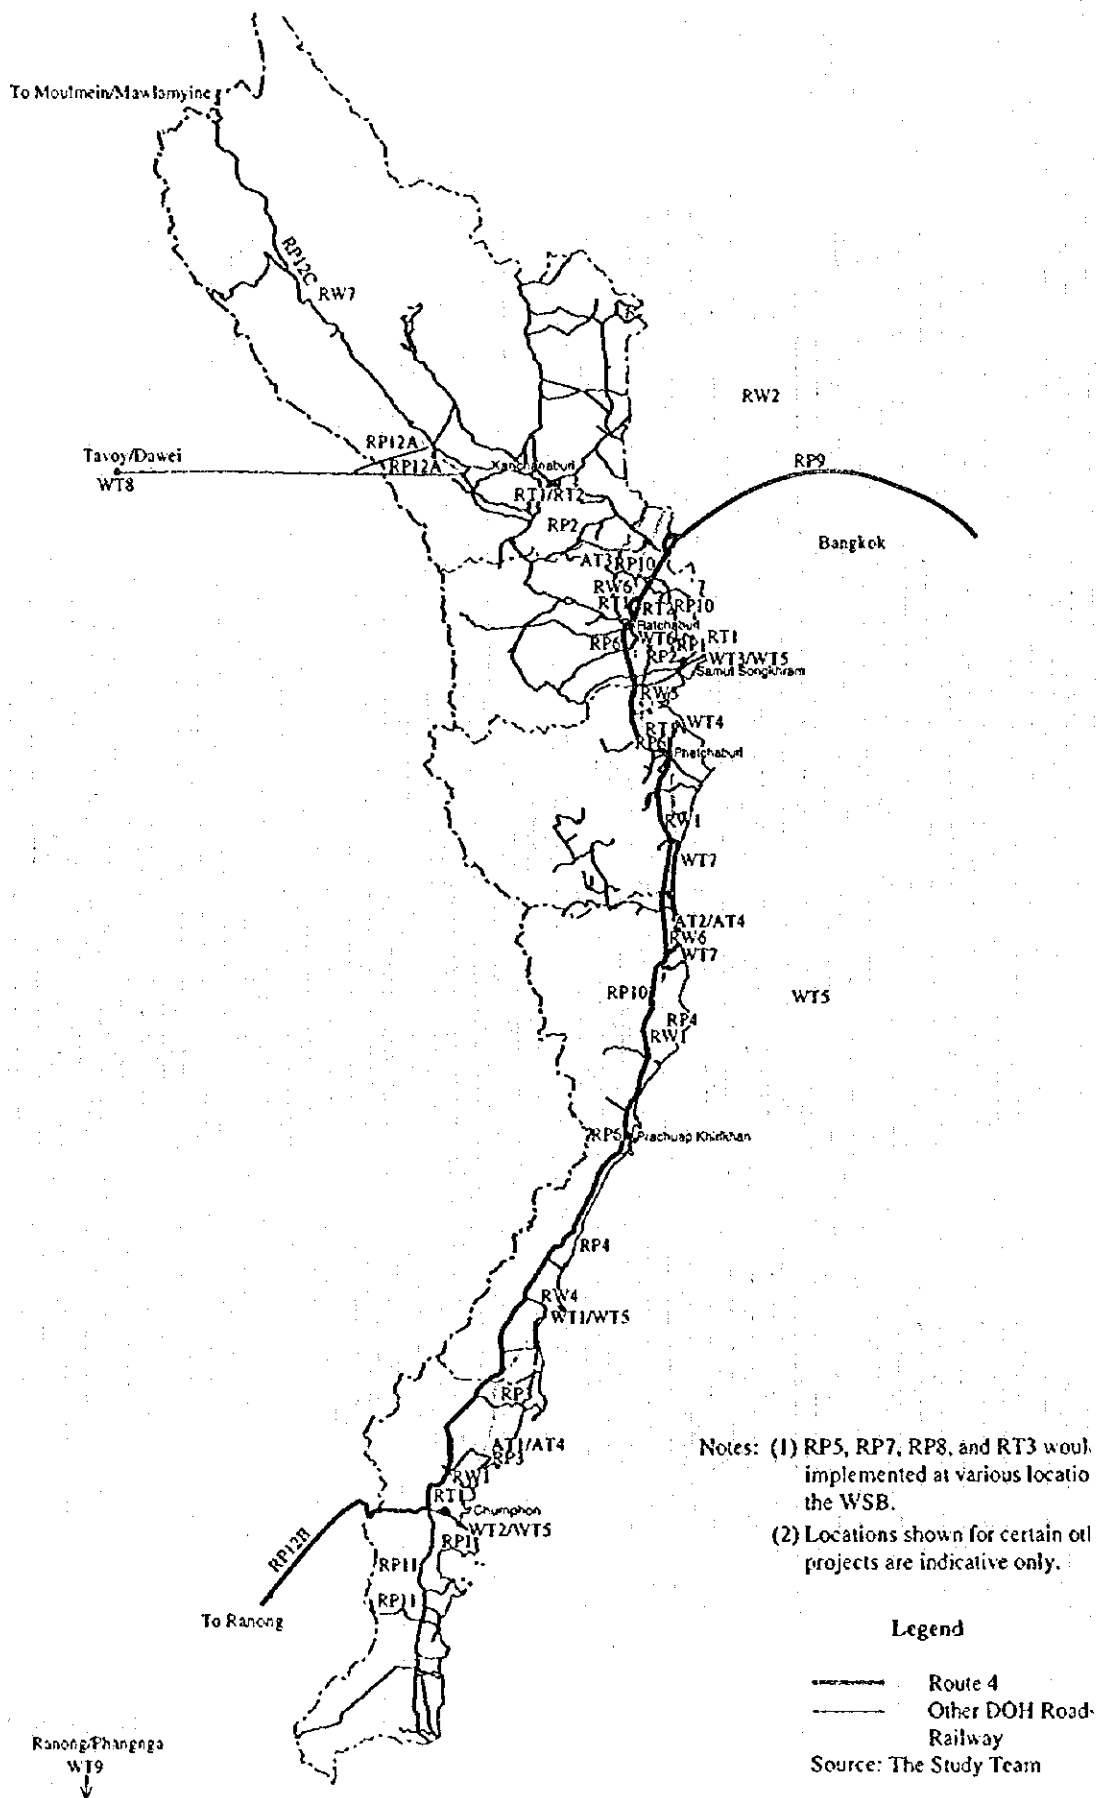 To Moulmein/Mawlamyine
RP12C
RW7
RW2
RP12A
Tavoy/Dawei
RP12A
Kanchanaburi
RP9
WT8
RT1/RT2
RP2
Bangkok
AT3
RP10
RW6
RT1
RT2
RP10
Ratchaburi
RP6
WT6
RP1
RT1
RP2
WT3/WT5
Samut Songkhram
RW5
WT4
RT1
RP6
Phetchaburi
RW1
WT7
AT2/AT4
RW6
WT7
RP10
WT5
RP4
RW1
RP5
Prachuap Khirikhan
RP4
RW4
WT1/WT5
RP3
AT1/AT4
RP3
RW1
RT13
Chumphon
WT2/WT5
RP11
RP12B
RP11
RP11
To Ranong
Notes: (1) RP5, RP7, RP8, and RT3 woul
implemented at various locatio
the WSB.
(2) Locations shown for certain otl
projects are indicative only.
Legend
Route 4
Other DOH Road
Railway
Source: The Study Team
Ranong/Phangnga
WT9